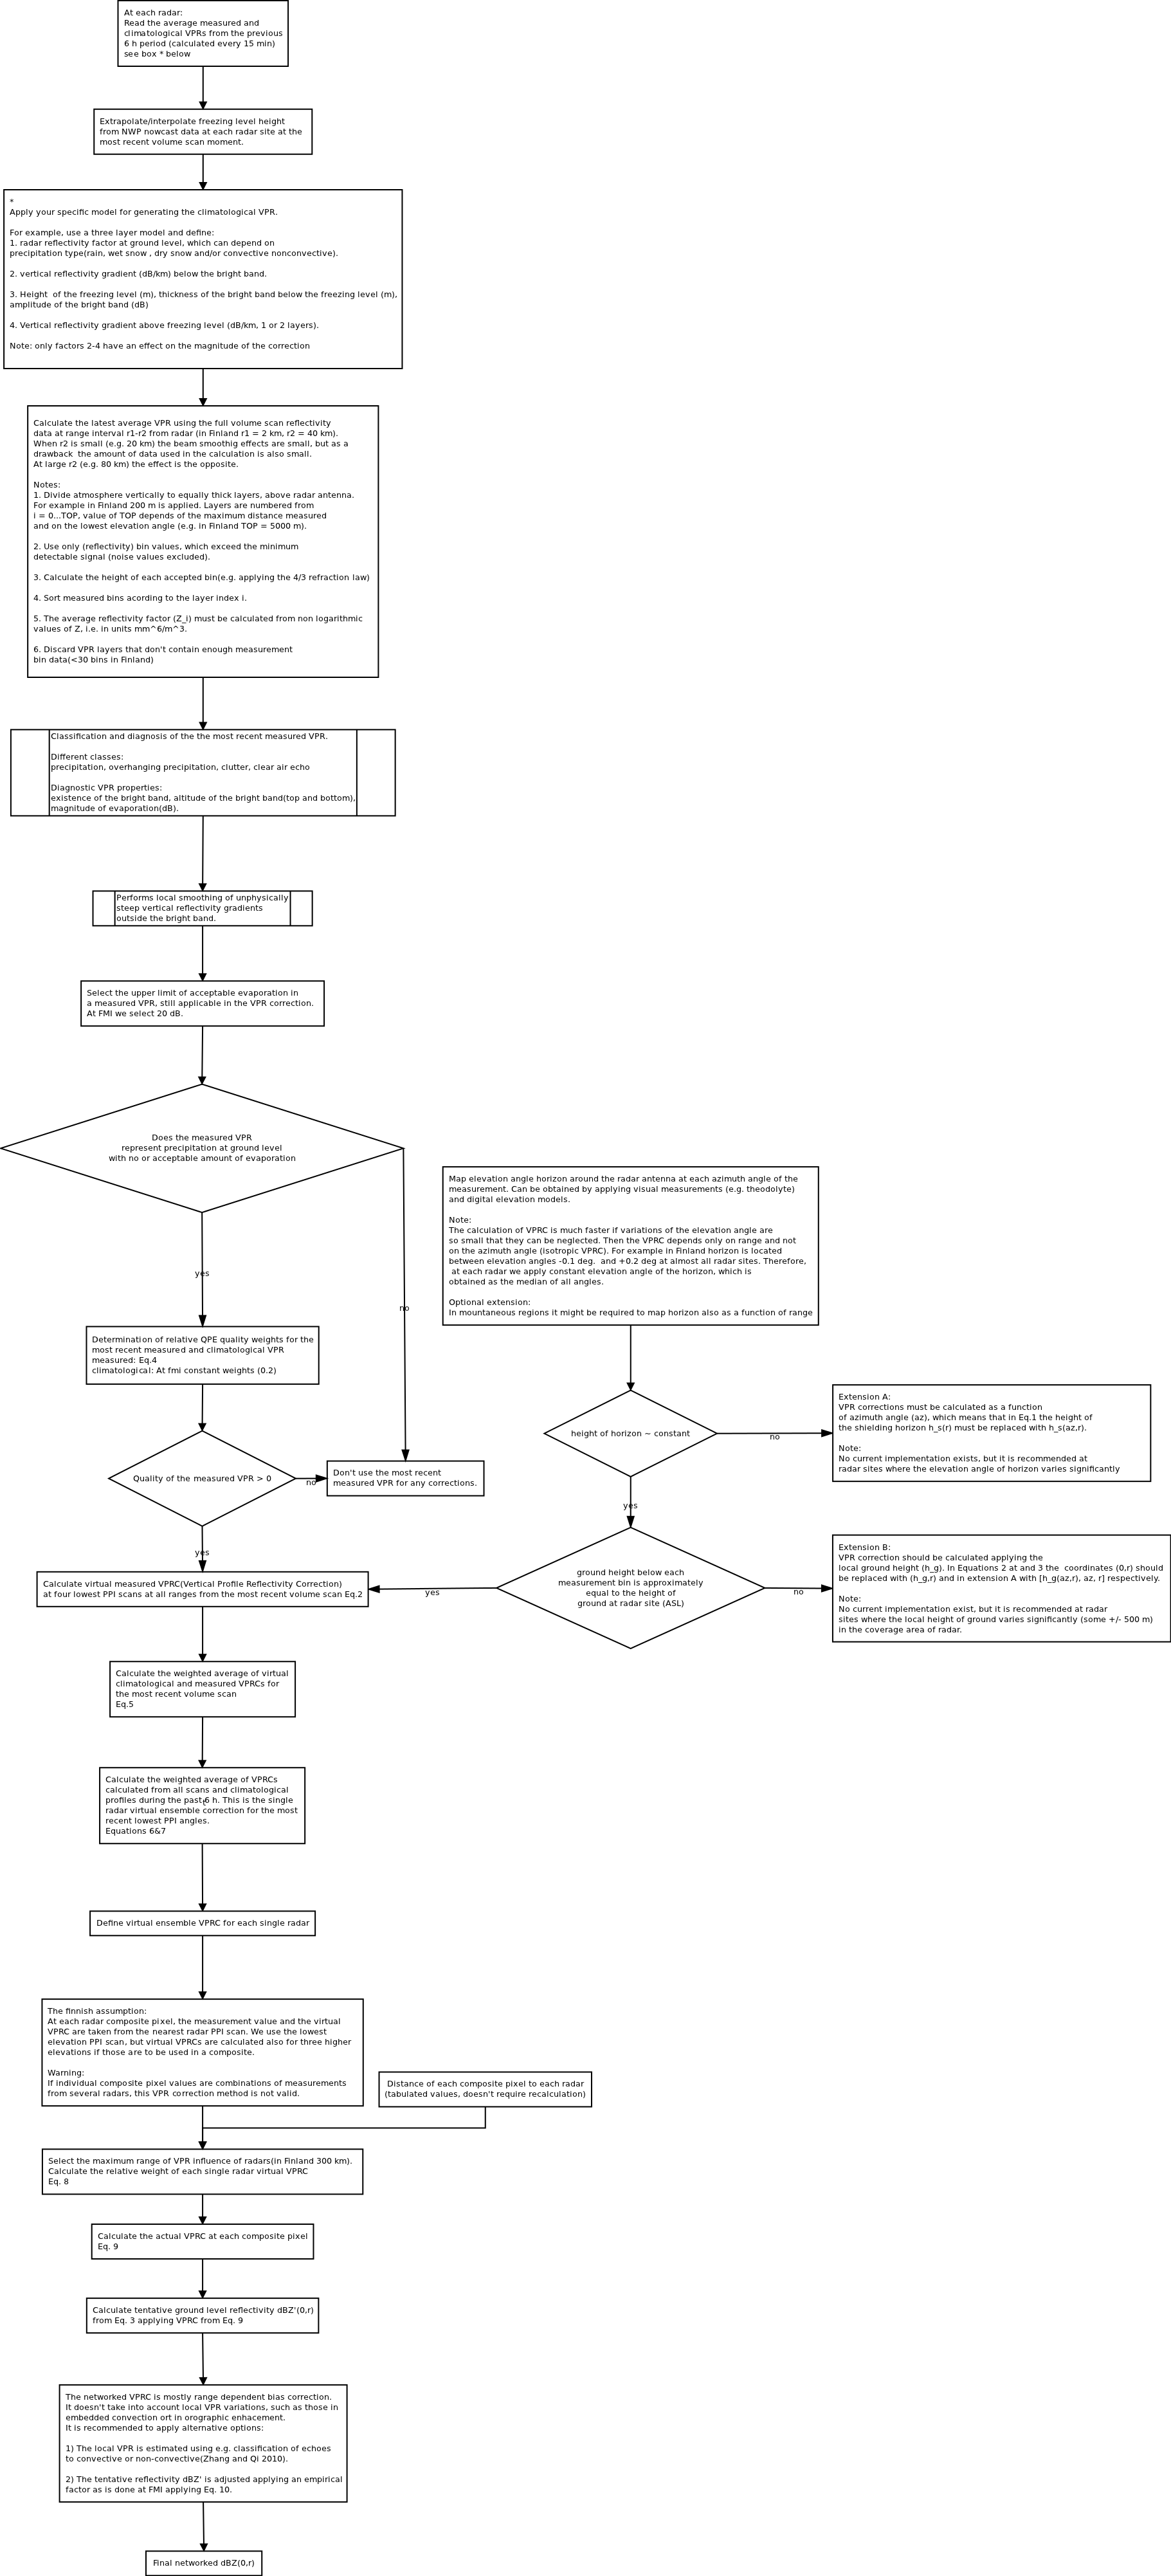 At each radar:
Read the average measured and
climatological VPRs from the previous
6 h period (calculated every 15 min)
see box * below
Extrapolate/interpolate freezing level height
from NWP nowcast data at each radar site at the
most recent volume scan moment.
*
Apply your specific model for generating the climatological VPR.
For example, use a three layer model and define:
1. radar reflectivity factor at ground level, which can depend on
precipitation type(rain, wet snow , dry snow and/or convective nonconvective).
2. vertical reflectivity gradient (dB/km) below the bright band.
3. Height  of the freezing level (m), thickness of the bright band below the freezing level (m),
amplitude of the bright band (dB)
4. Vertical reflectivity gradient above freezing level (dB/km, 1 or 2 layers).
Note: only factors 2-4 have an effect on the magnitude of the correction
Calculate the latest average VPR using the full volume scan reflectivity
data at range interval r1-r2 from radar (in Finland r1 = 2 km, r2 = 40 km).
When r2 is small (e.g. 20 km) the beam smoothig effects are small, but as a
drawback  the amount of data used in the calculation is also small.
At large r2 (e.g. 80 km) the effect is the opposite.
Notes:
1. Divide atmosphere vertically to equally thick layers, above radar antenna.
For example in Finland 200 m is applied. Layers are numbered from
i = 0...TOP, value of TOP depends of the maximum distance measured
and on the lowest elevation angle (e.g. in Finland TOP = 5000 m).
2. Use only (reflectivity) bin values, which exceed the minimum
detectable signal (noise values excluded).
3. Calculate the height of each accepted bin(e.g. applying the 4/3 refraction law)
4. Sort measured bins acording to the layer index i.
5. The average reflectivity factor (Z_i) must be calculated from non logarithmic
values of Z, i.e. in units mm^6/m^3.
6. Discard VPR layers that don't contain enough measurement
bin data(<30 bins in Finland)
Classification and diagnosis of the the most recent measured VPR.
Different classes:
precipitation, overhanging precipitation, clutter, clear air echo
Diagnostic VPR properties:
existence of the bright band, altitude of the bright band(top and bottom),
magnitude of evaporation(dB).
Performs local smoothing of unphysically
steep vertical reflectivity gradients
outside the bright band.
Select the upper limit of acceptable evaporation in
a measured VPR, still applicable in the VPR correction.
At FMI we select 20 dB.
Does the measured VPR
represent precipitation at ground level
with no or acceptable amount of evaporation
yes
no
Determination of relative QPE quality weights for the
most recent measured and climatological VPR
measured: Eq.4
climatological: At fmi constant weights (0.2)
Quality of the measured VPR > 0
no
yes
Don't use the most recent
measured VPR for any corrections.
Map elevation angle horizon around the radar antenna at each azimuth angle of the
measurement. Can be obtained by applying visual measurements (e.g. theodolyte)
and digital elevation models.
Note:
The calculation of VPRC is much faster if variations of the elevation angle are
so small that they can be neglected. Then the VPRC depends only on range and not
on the azimuth angle (isotropic VPRC). For example in Finland horizon is located
between elevation angles -0.1 deg.  and +0.2 deg at almost all radar sites. Therefore,
at each radar we apply constant elevation angle of the horizon, which is
obtained as the median of all angles.
Optional extension:
In mountaneous regions it might be required to map horizon also as a function of range
height of horizon ~ constant
no
yes
Extension A:
VPR corrections must be calculated as a function
of azimuth angle (az), which means that in Eq.1 the height of
the shielding horizon h_s(r) must be replaced with h_s(az,r).
Note:
No current implementation exists, but it is recommended at
radar sites where the elevation angle of horizon varies significantly
ground height below each
measurement bin is approximately
equal to the height of
ground at radar site (ASL)
yes
no
Extension B:
VPR correction should be calculated applying the
local ground height (h_g). In Equations 2 at and 3 the  coordinates (0,r) should
be replaced with (h_g,r) and in extension A with [h_g(az,r), az, r] respectively.
Note:
No current implementation exist, but it is recommended at radar
sites where the local height of ground varies significantly (some +/- 500 m)
in the coverage area of radar.
Calculate virtual measured VPRC(Vertical Profile Reflectivity Correction)
at four lowest PPI scans at all ranges from the most recent volume scan Eq.2
Calculate the weighted average of virtual
climatological and measured VPRCs for
the most recent volume scan
Eq.5
Calculate the weighted average of VPRCs
calculated from all scans and climatological
profiles during the past 6 h. This is the single
radar virtual ensemble correction for the most
recent lowest PPI angles.
Equations 6&7
Define virtual ensemble VPRC for each single radar
The finnish assumption:
At each radar composite pixel, the measurement value and the virtual
VPRC are taken from the nearest radar PPI scan. We use the lowest
elevation PPI scan, but virtual VPRCs are calculated also for three higher
elevations if those are to be used in a composite.
Warning:
If individual composite pixel values are combinations of measurements
from several radars, this VPR correction method is not valid.
Distance of each composite pixel to each radar
(tabulated values, doesn't require recalculation)
Select the maximum range of VPR influence of radars(in Finland 300 km).
Calculate the relative weight of each single radar virtual VPRC
Eq. 8
Calculate the actual VPRC at each composite pixel
Eq. 9
Calculate tentative ground level reflectivity dBZ'(0,r)
from Eq. 3 applying VPRC from Eq. 9
The networked VPRC is mostly range dependent bias correction.
It doesn't take into account local VPR variations, such as those in
embedded convection ort in orographic enhacement.
It is recommended to apply alternative options:
1) The local VPR is estimated using e.g. classification of echoes
to convective or non-convective(Zhang and Qi 2010).
2) The tentative reflectivity dBZ' is adjusted applying an empirical
factor as is done at FMI applying Eq. 10.
Final networked dBZ(0,r)